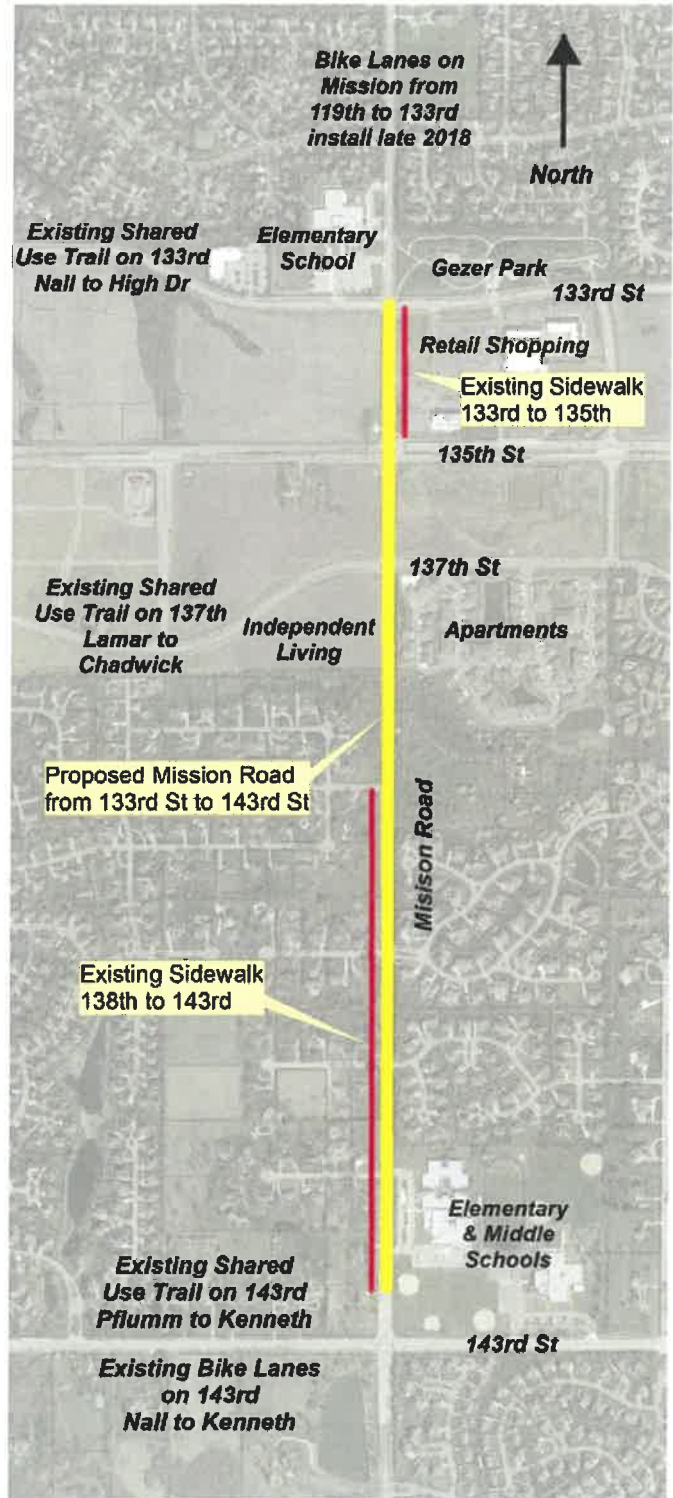 Bike Lanes on
Mission from
119th to 133rd
install late 2018
North
Existing Shared
Use Trail on 133rd
Nall to High Dr
Elementary
School
Gezer Park
133rd St
Retail Shopping
Existing Sidewalk
133rd to 135th
135th St
137th St
Existing Shared
Use Trail on 137th
Lamar to
Chadwick
Independent
Living
Apartments
Proposed Mission Road
from 133rd St to 143rd St
Misison Road
Existing Sidewalk
138th to 143rd
Elementary
& Middle
Schools
Existing Shared
Use Trail on 143rd
Pflumm to Kenneth
143rd St
Existing Bike Lanes
on 143rd
Nall to Kenneth